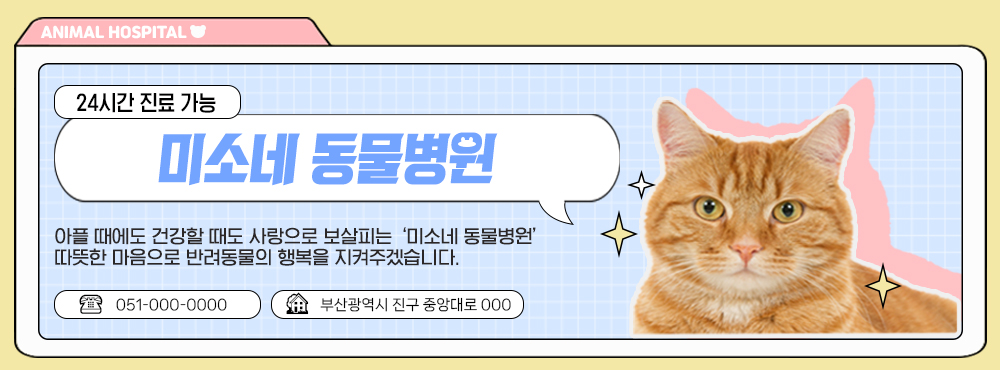 ANIMAL HOSPITAL
24시간 진료 가능
미소네 동물병원
아플 때에도 건강할 때도 사랑으로 보살피는 '미소네 동물병원'
따뜻한 마음으로 반려동물의 행복을 지켜주겠습니다.
051-000-0000
부산광역시 진구 중앙대로 000